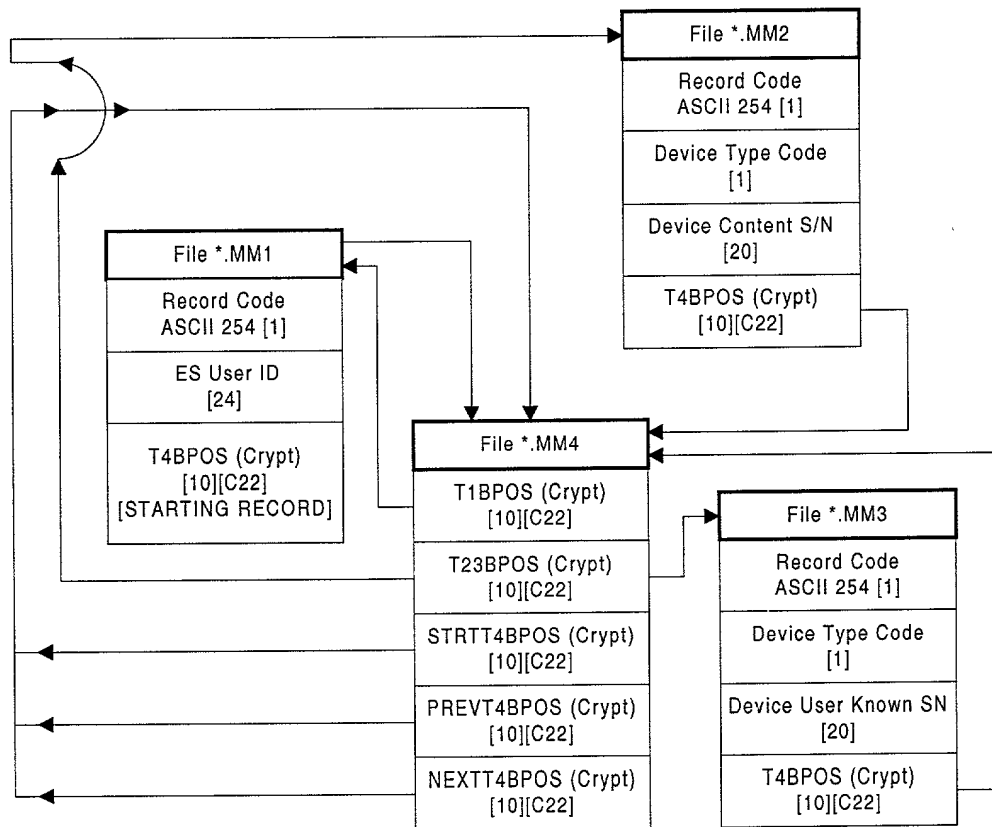 File *.MM2
Record Code
ASCII 254 [1]
Device Type Code
[1]
Device Content S/N
[20]
T4BPOS (Crypt)
[10][C22]
File *.MM1
Record Code
ASCII 254 [1]
ES User ID
[24]
T4BPOS (Crypt)
[10][C22]
[STARTING RECORD]
File *.MM4
T1BPOS (Crypt)
[10][C22]
T23BPOS (Crypt)
[10][C22]
STRTT4BPOS (Crypt)
[10][C22]
PREVT4BPOS (Crypt)
[10][C22]
NEXTT4BPOS (Crypt)
[10][C22]
File *.MM3
Record Code
ASCII 254 [1]
Device Type Code
[1]
Device User Known SN
[20]
T4BPOS (Crypt)
[10][C22]